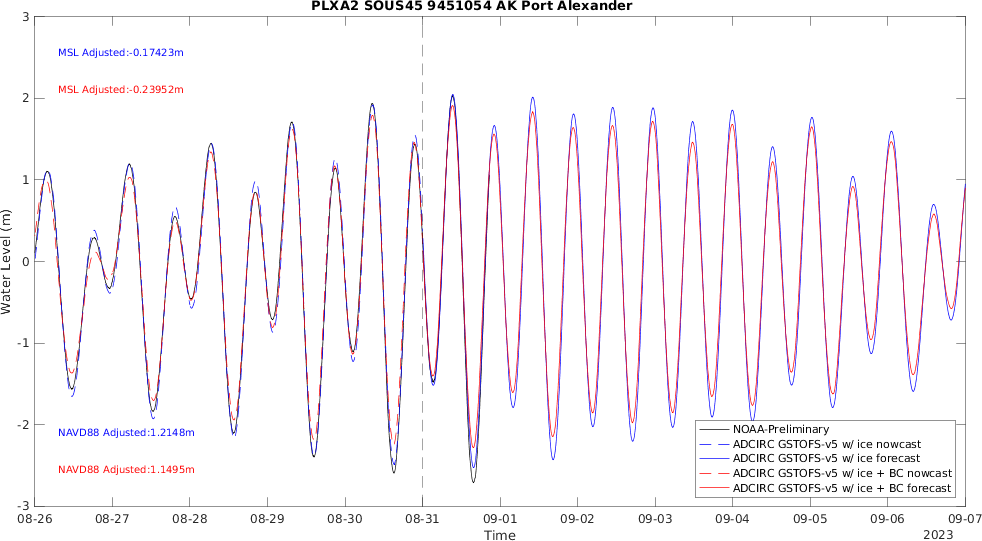 PLXA2 SOUS45 9451054 AK Port Alexander
3
MSL Adjusted:-0.17423m
MSL Adjusted:-0.23952m
2
1
0
-1
-2
-3
Water Level (m)
NAVD88 Adjusted:1.2148m
NAVD88 Adjusted:1.1495m
NOAA-Preliminary
ADCIRC GSTOFS-v5 w/ ice nowcast
ADCIRC GSTOFS-v5 w/ ice forecast
ADCIRC GSTOFS-v5 w/ ice + BC nowcast
ADCIRC GSTOFS-v5 w/ ice + BC forecast
08-26 08-27 08-28 08-29 08-30 08-31 09-01 09-02 09-03 09-04 09-05 09-06 09-07
Time
2023